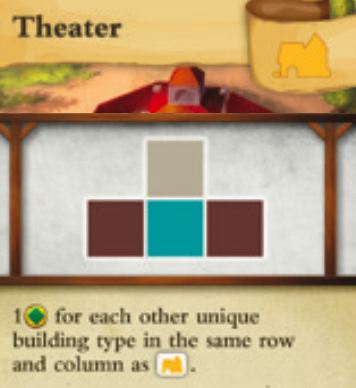 Theater
1 for each other unique
building type in the same row
and column as .